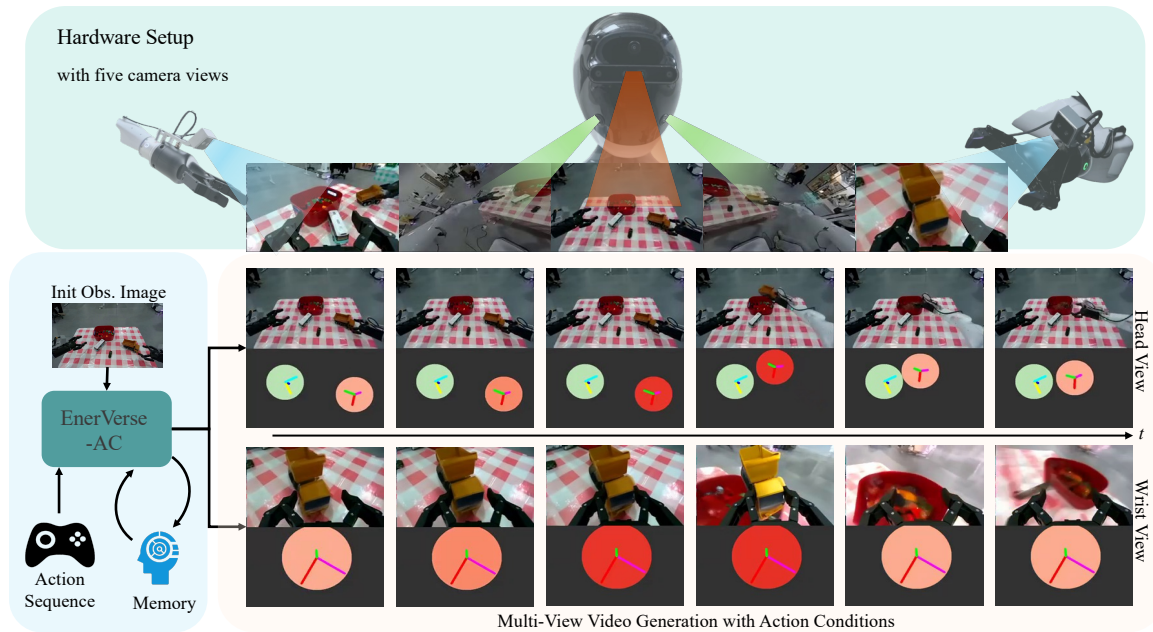 Hardware Setup
with five camera views
Init Obs. Image
EnerVerse
-AC
Action
Sequence
Memory
Head View
t
Wrist View
Multi-View Video Generation with Action Conditions